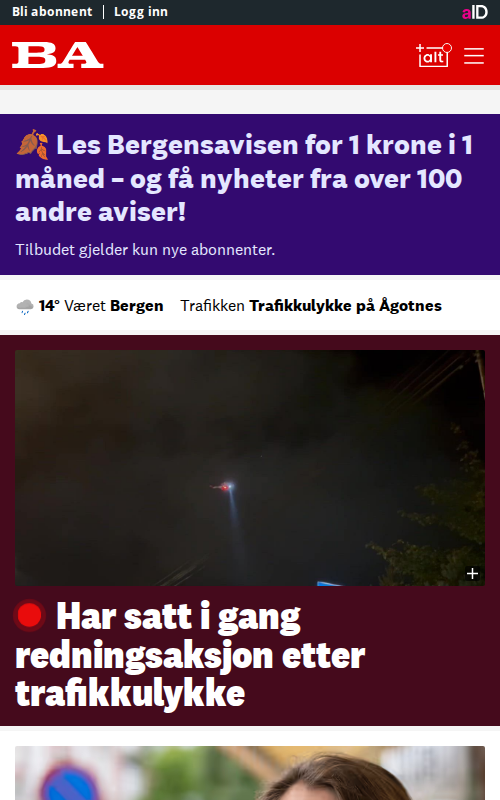 Bli abonnent | Logg inn
aID
BA
+alt
Les Bergensavisen for 1 krone i 1
måned – og få nyheter fra over 100
andre aviser!
Tilbudet gjelder kun nye abonnenter.
14° Været Bergen Trafikken Trafikkulykke på Ågotnes
Har satt i gang
redningsaksjon etter
trafikkulykke